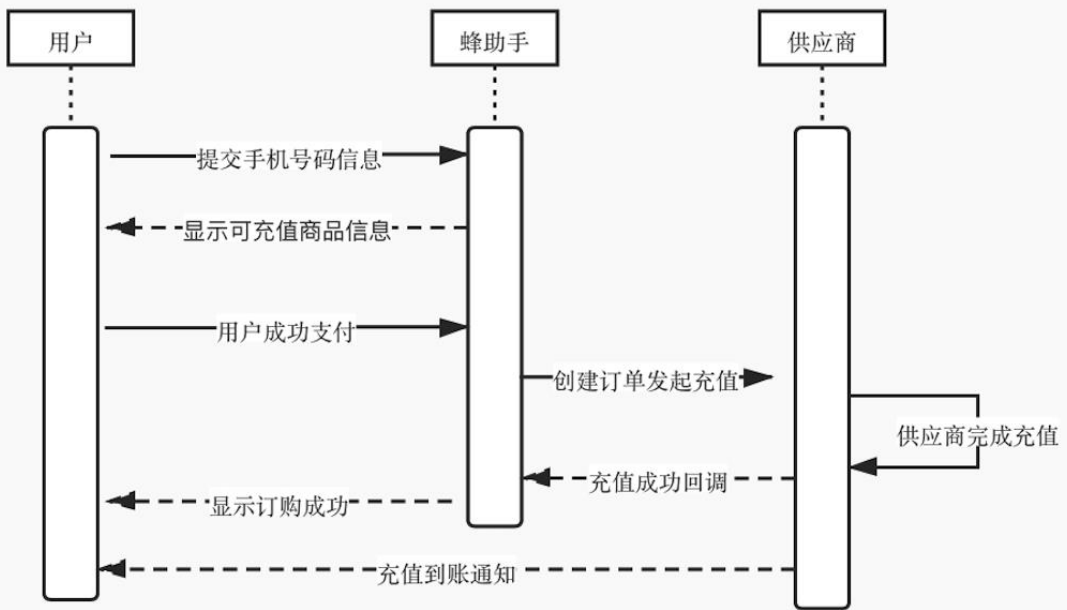 用户
蜂助手
供应商
提交手机号码信息
显示可充值商品信息
用户成功支付
创建订单发起充值
供应商完成充值
充值成功回调
显示订购成功
充值到账通知